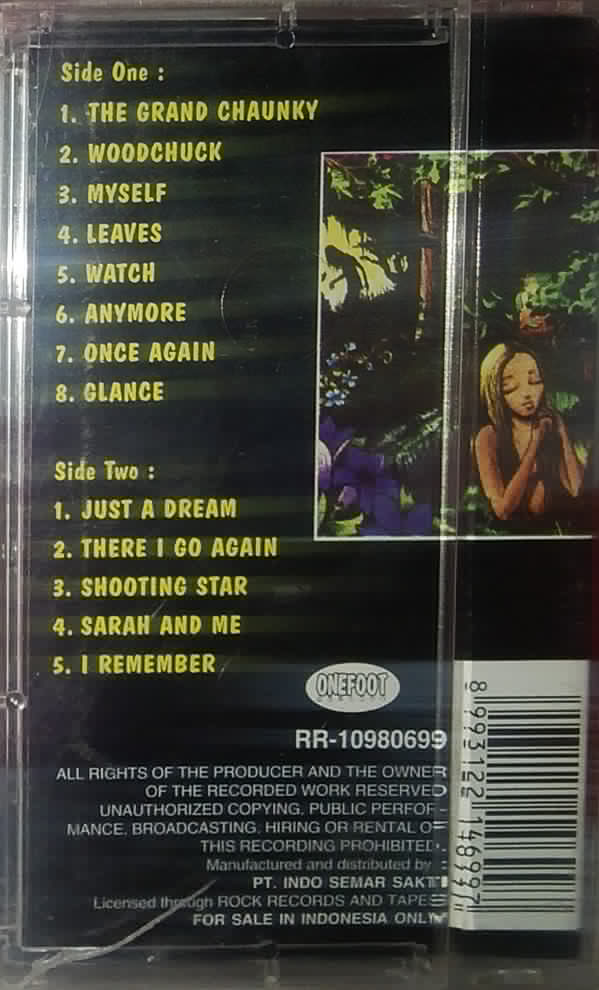 Side One :
1. THE GRAND CHAUNKY
2. WOODCHUCK
3. MYSELF
4. LEAVES
5. WATCH
6. ANYMORE
7. ONCE AGAIN
8. GLANCE
Side Two :
1. JUST A DREAM
2. THERE I GO AGAIN
3. SHOOTING STAR
4. SARAH AND ME
5. I REMEMBER
ONEFOOT
RR-10980699
ALL RIGHTS OF THE PRODUCER AND THE OWNER
OF THE RECORDED WORK RESERVED
UNAUTHORIZED COPYING, PUBLIC PERFOR-
MANCE, BROADCASTING, HIRING OR RENTAL OF
THIS RECORDING PROHIBITED.
Manufactured and distributed by :
PT. INDO SEMAR SAKTI
Licensed through ROCK RECORDS AND TAPES
FOR SALE IN INDONESIA ONLY
8 993122 146997